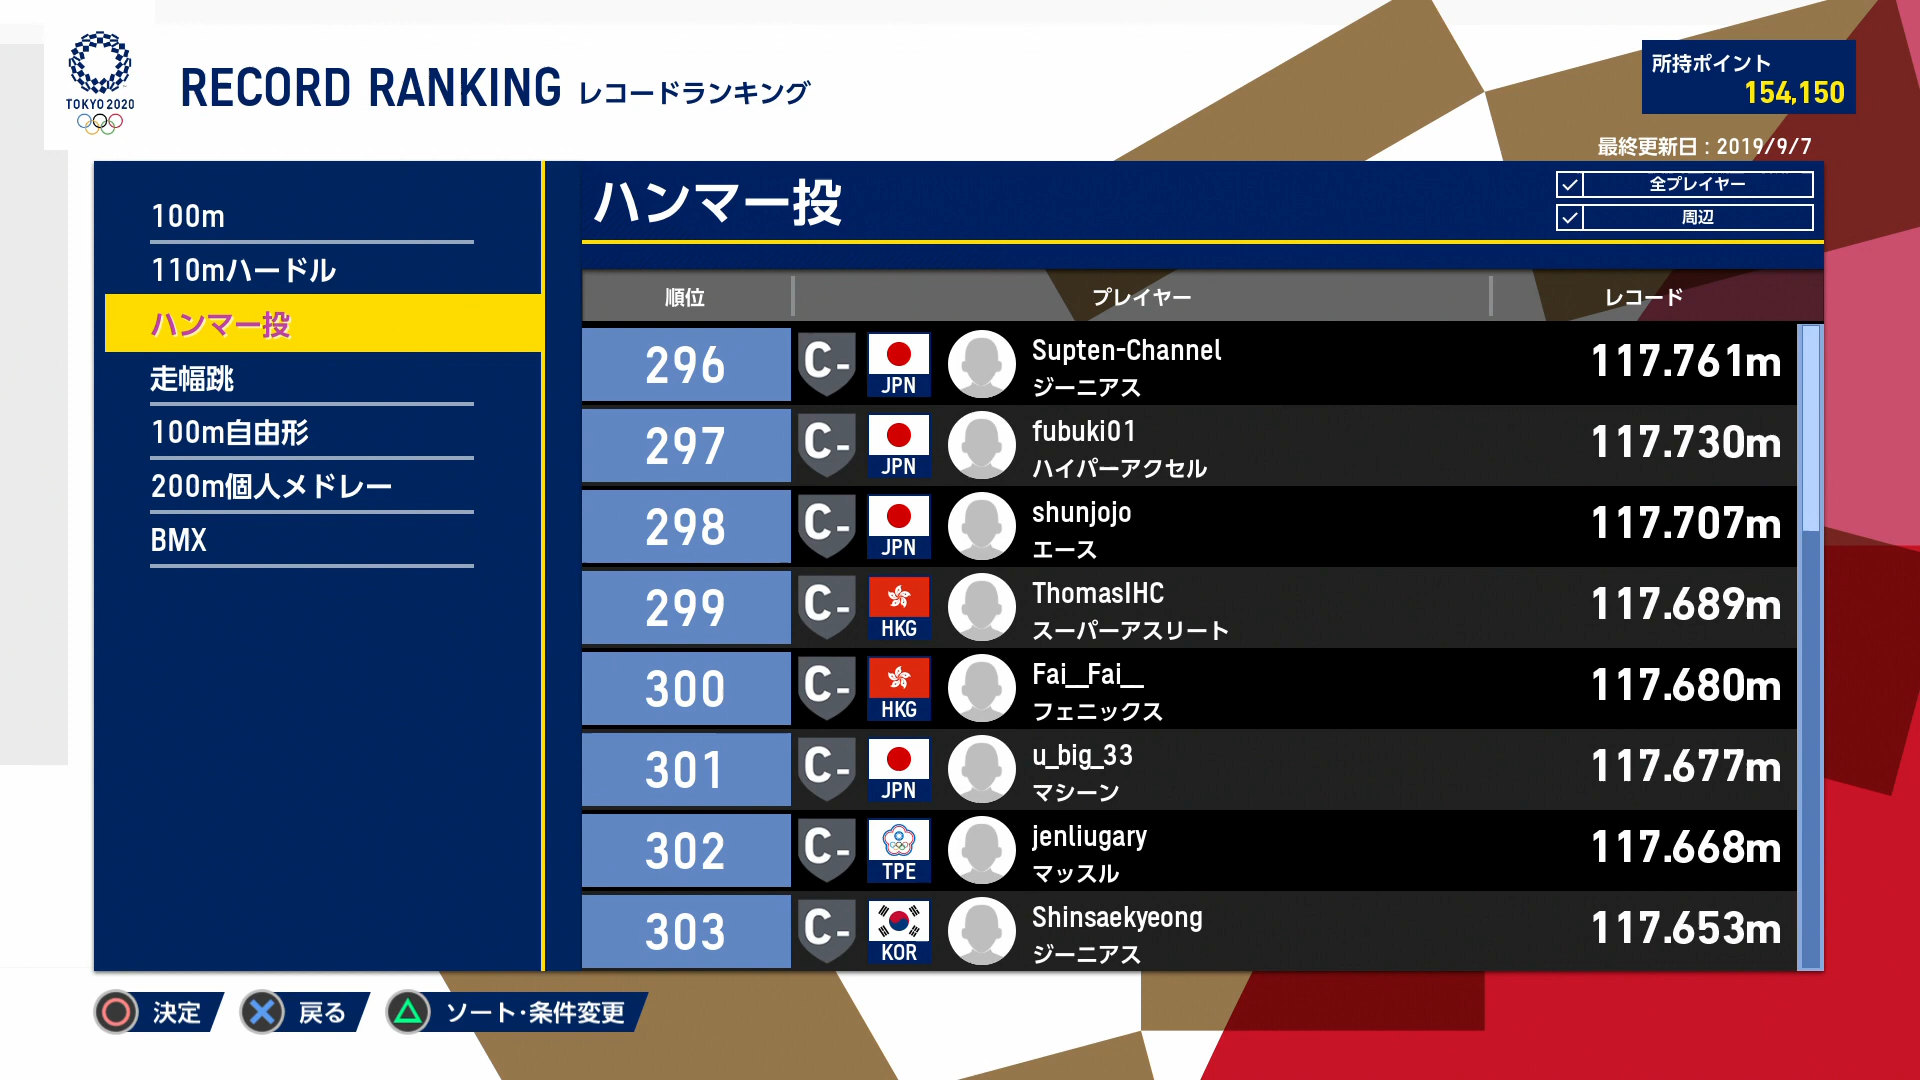 TOKYO 2020
RECORD RANKING レコードランキング
所持ポイント
154,150
最終更新日 : 2019/9/7
100m
110mハードル
ハンマー投
走幅跳
100m自由形
200m個人メドレー
BMX
ハンマー投
全プレイヤー
周辺
順位 プレイヤー レコード
296 C- JPN Supten-Channel ジーニアス 117.761m
297 C- JPN fubuki01 ハイパーアクセル 117.730m
298 C- JPN shunjojo エース 117.707m
299 C- HKG ThomasIHC スーパーアスリート 117.689m
300 C- HKG Fai__Fai__ フェニックス 117.680m
301 C- JPN u_big_33 マシーン 117.677m
302 C- TPE jenliugary マッスル 117.668m
303 C- KOR Shinsaekyeong ジーニアス 117.653m
決定 戻る ソート·条件変更